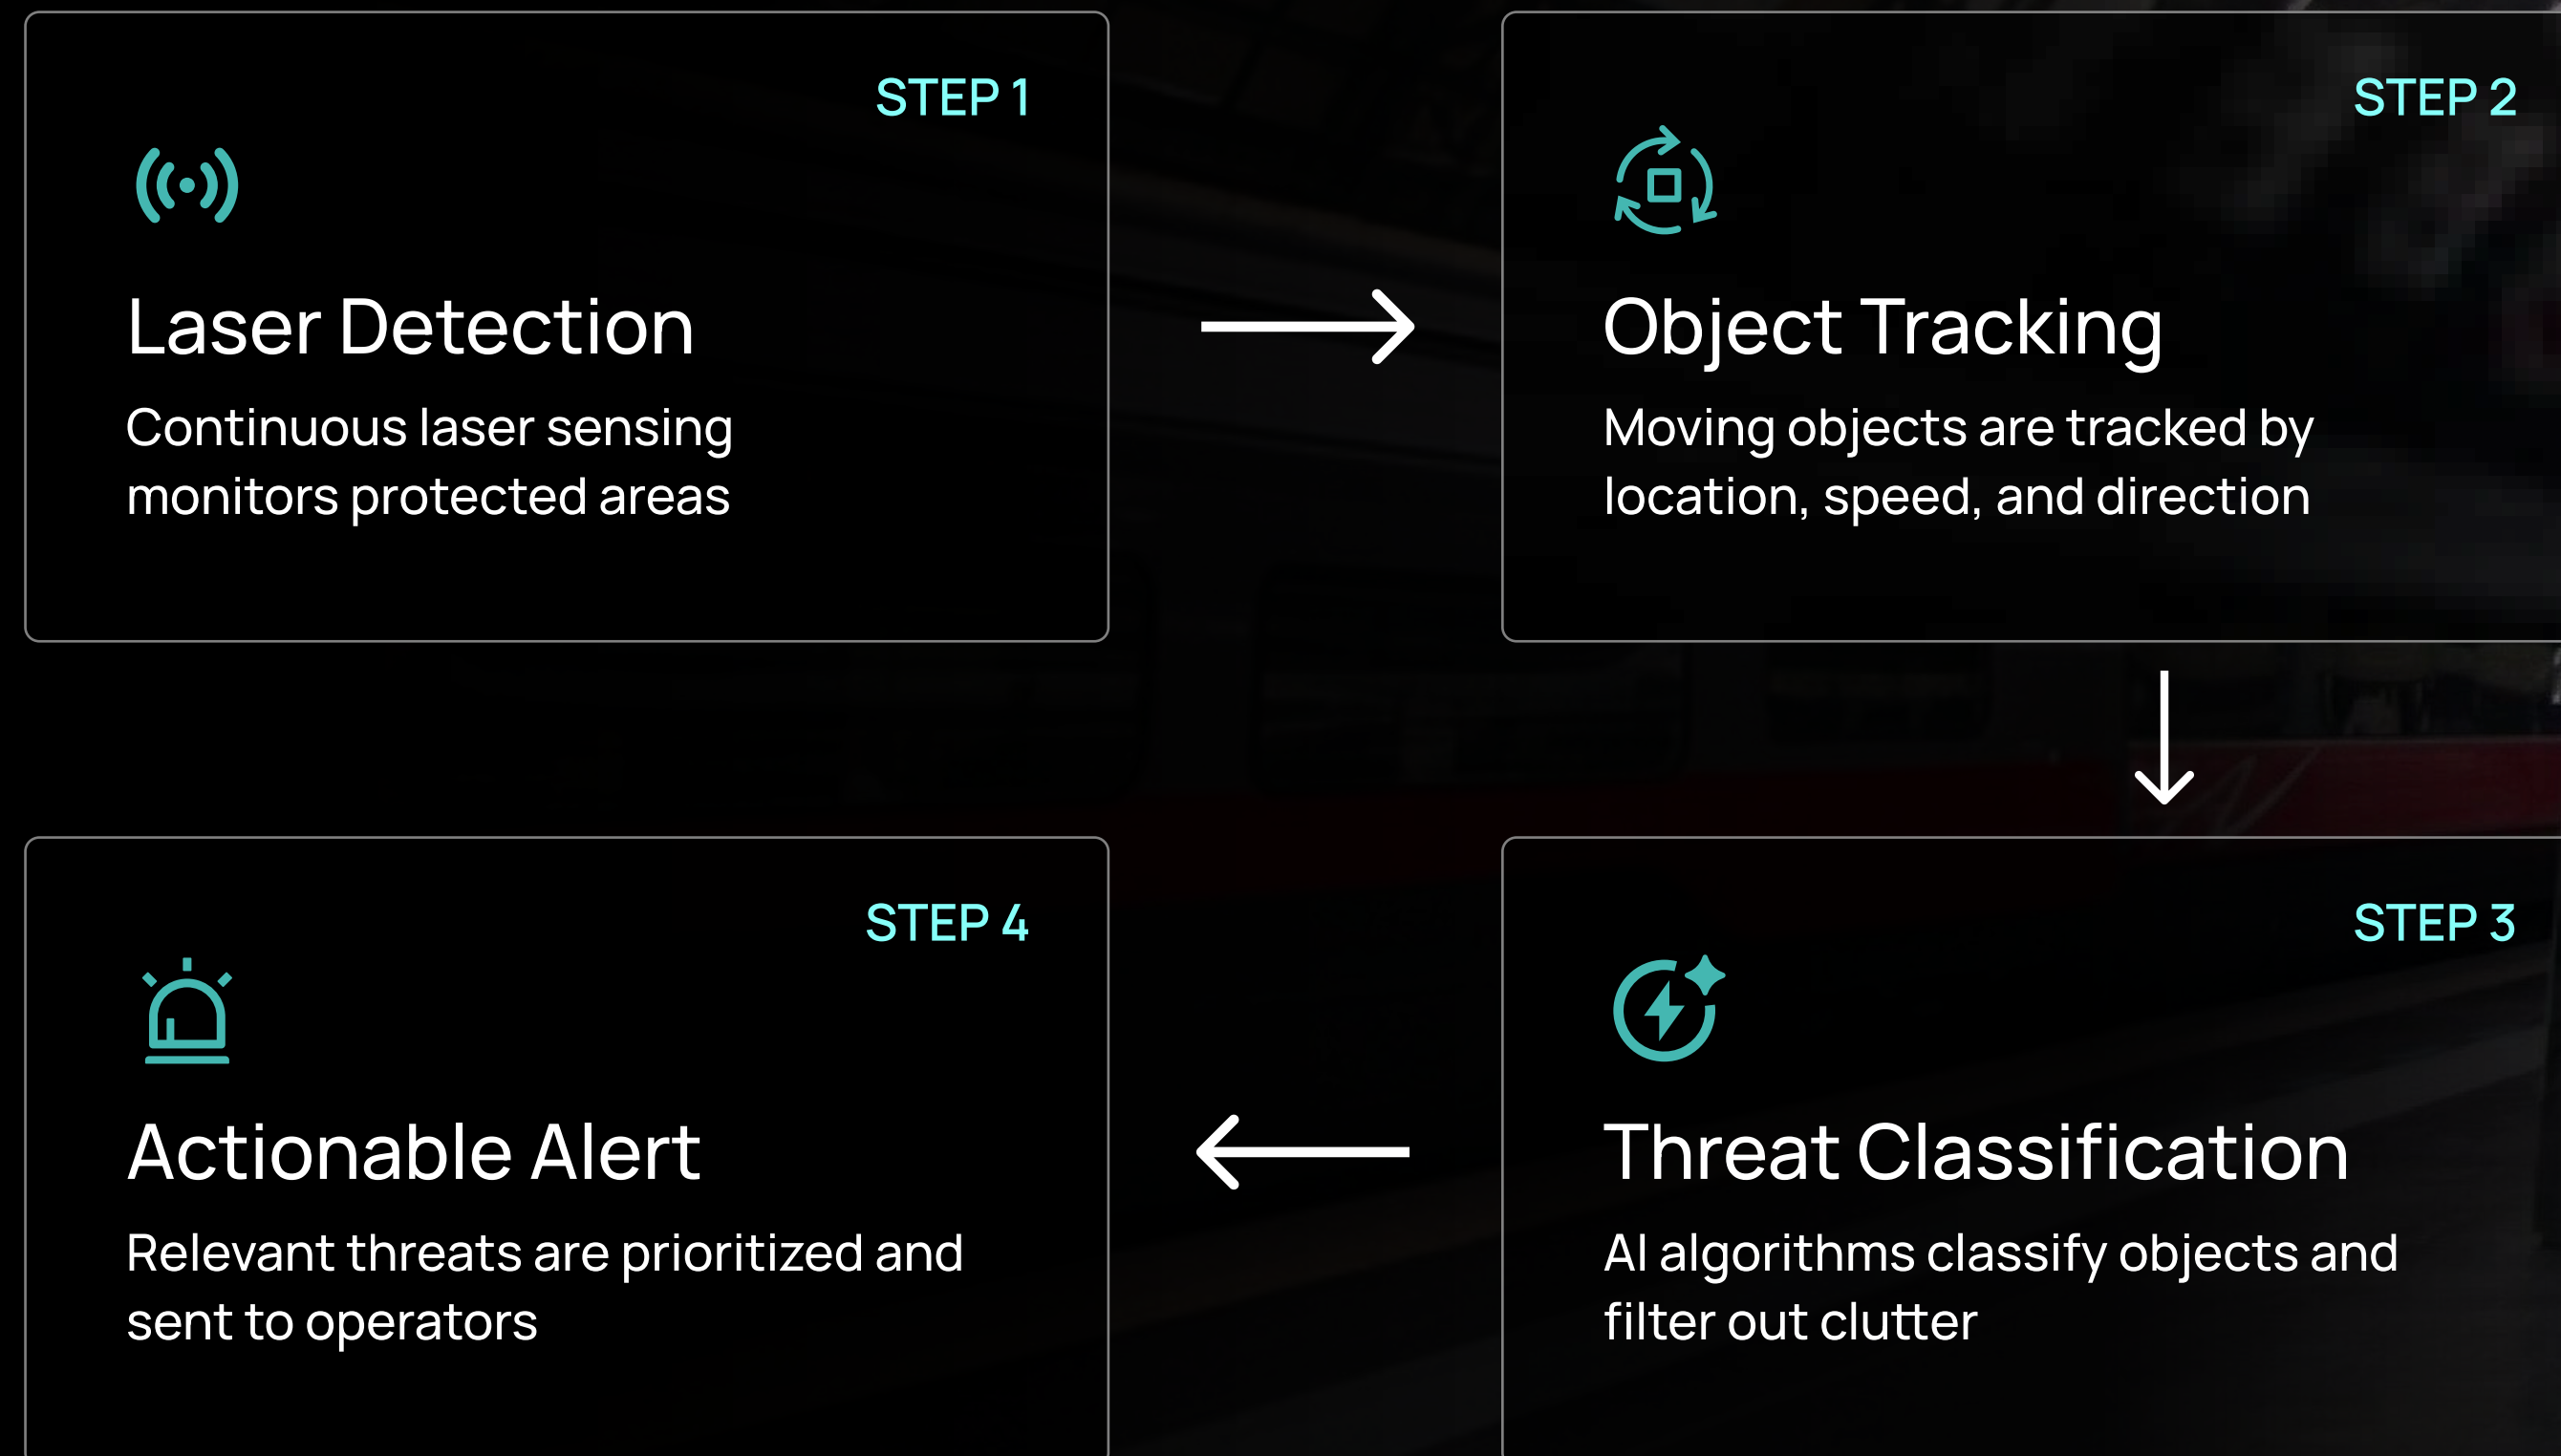 STEP 1
Laser Detection
Continuous laser sensing
monitors protected areas
STEP 2
Object Tracking
Moving objects are tracked by
location, speed, and direction
STEP 3
Threat Classification
AI algorithms classify objects and
filter out clutter
STEP 4
Actionable Alert
Relevant threats are prioritized and
sent to operators